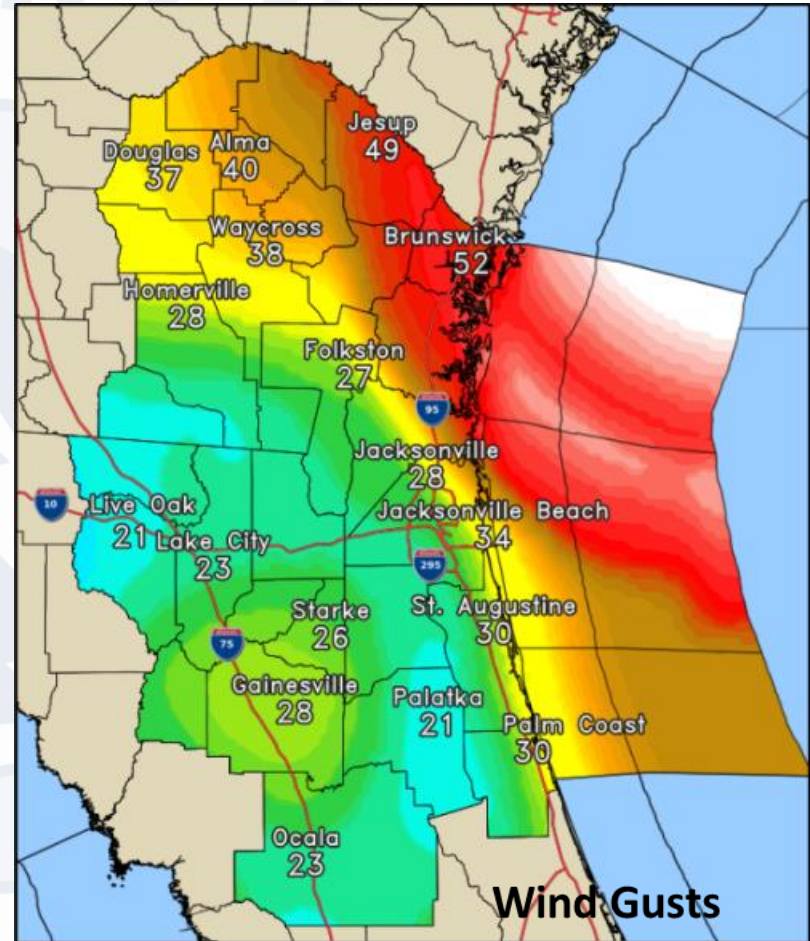 Jesup
49
Douglas
37
Alma
40
Waycross
38
Brunswick
52
Homerville
28
Folkston
27
95
Jacksonville
28
10
Live Oak
21
Lake City
23
Jacksonville Beach
34
295
Starke
26
St. Augustine
30
75
Gainesville
28
Palatka
21
Palm Coast
30
Ocala
23
Wind Gusts